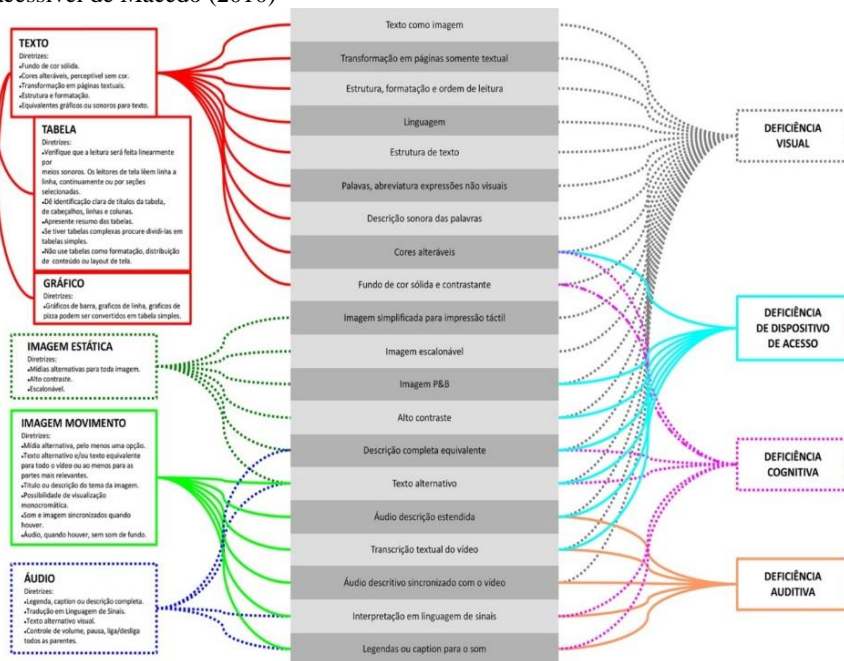 acessível de Macedo (2010)
TEXTO
Diretrizes:
•Fundo de cor sólida.
•Cores alteráveis, perceptível sem cor.
•Transformação em páginas textuais.
•Estrutura e formatação.
•Equivalentes gráficos ou sonoros para texto.
TABELA
Diretrizes:
•Verifique que a leitura será feita linearmente
por
meios sonoros. Os leitores de tela lêem linha a
linha, continuamente ou por seções
selecionadas.
•Dê identificação clara de títulos da tabela,
de cabeçalhos, linhas e colunas.
•Apresente resumo das tabelas.
•Se tiver tabelas complexas procure dividi-las em
tabelas simples.
•Não use tabelas como formatação, distribuição
de conteúdo ou layout de tela.
GRÁFICO
Diretrizes:
•Gráficos de barra, graficos de linha, graficos de
pizza podem ser convertidos em tabela simples.
IMAGEM ESTÁTICA
Diretrizes:
•Mídias alternativas para toda imagem.
•Alto contraste.
•Escalonável.
IMAGEM MOVIMENTO
Diretrizes:
•Mídia alternativa, pelo menos uma opção.
•Texto alternativo e/ou texto equivalente
para todo o vídeo ou ao menos para as
partes mais relevantes.
•Título ou descrição do tema da imagem.
•Possibilidade de visualização
monocromática.
•Som e imagem sincronizados quando
houver.
•Áudio, quando houver, sem som de fundo.
ÁUDIO
Diretrizes:
•Legenda, caption ou descrição completa.
•Tradução em Linguagem de Sinais.
•Texto alternativo visual.
•Controle de volume, pausa, liga/desliga
todos as parentes.
Texto como imagem
Transformação em páginas somente textual
Estrutura, formatação e ordem de leitura
Linguagem
Estrutura de texto
Palavas, abreviatura expressões não visuais
Descrição sonora das palavras
Cores alteráveis
Fundo de cor sólida e contrastante
Imagem simplificada para impressão táctil
Imagem escalonável
Imagem P&B
Alto contraste
Descrição completa equivalente
Texto alternativo
Áudio descrição estendida
Transcrição textual do vídeo
Áudio descritivo sincronizado com o vídeo
Interpretação em linguagem de sinais
Legendas ou caption para o som
DEFICIÊNCIA
VISUAL
DEFICIÊNCIA
DE DISPOSITIVO
DE ACESSO
DEFICIÊNCIA
COGNITIVA
DEFICIÊNCIA
AUDITIVA